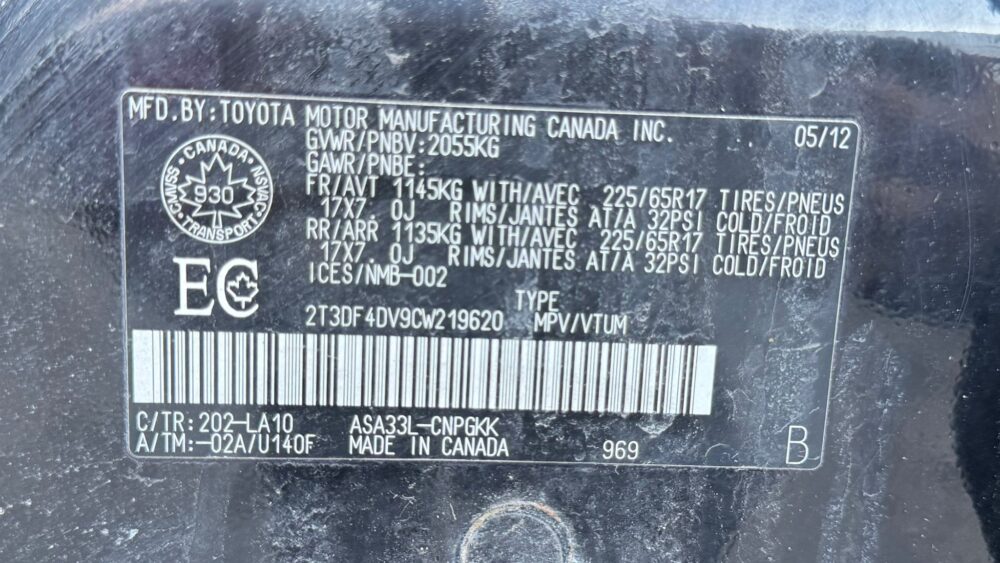 MFD.BY:TOYOTA MOTOR MANUFACTURING CANADA INC. 05/12
GVWR/PNBV:2055KG
GAWR/PNBE:
FR/AVT 1145KG WITH/AVEC 225/65R17 TIRES/PNEUS
17X7.0J RIMS/JANTES AT/A 32PSI COLD/FROID
RR/ARR 1135KG WITH/AVEC 225/65R17 TIRES/PNEUS
17X7.0J RIMS/JANTES AT/A 32PSI COLD/FROID
ICES/NMB-002
CANADA
CMVSS 930 NSVAC
TRANSPORT
EC
TYPE
2T3DF4DV9CW219620 MPV/VTUM
C/TR:202-LA10 ASA33L-CNPGKK
A/TM:-02A/U140F MADE IN CANADA 969 B